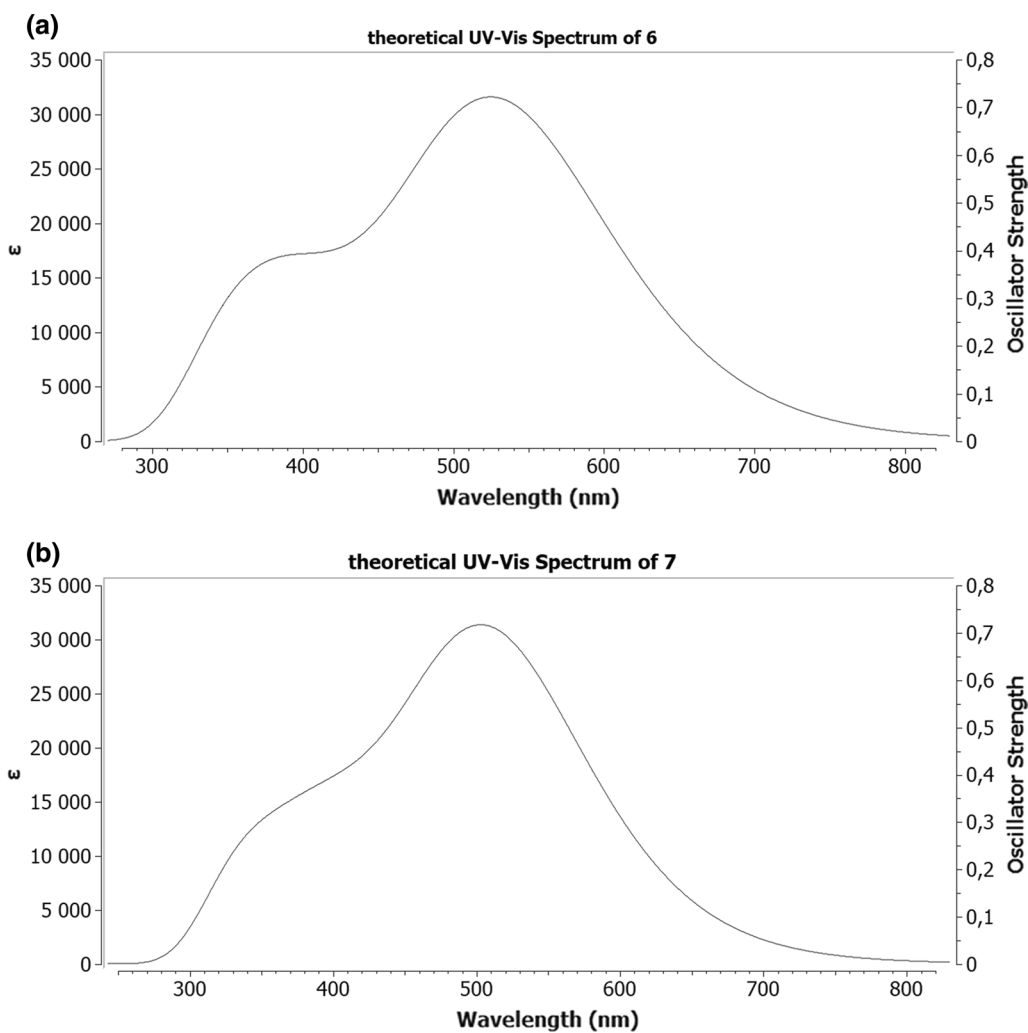 (a)
theoretical UV-Vis Spectrum of 6
35 000
30 000
25 000
20 000
15 000
10 000
5 000
0
ε
0,8
0,7
0,6
0,5
0,4
0,3
0,2
0,1
0
Oscillator Strength
300 400 500 600 700 800
Wavelength (nm)
(b)
theoretical UV-Vis Spectrum of 7
35 000
30 000
25 000
20 000
15 000
10 000
5 000
0
ε
0,8
0,7
0,6
0,5
0,4
0,3
0,2
0,1
0
Oscillator Strength
300 400 500 600 700 800
Wavelength (nm)